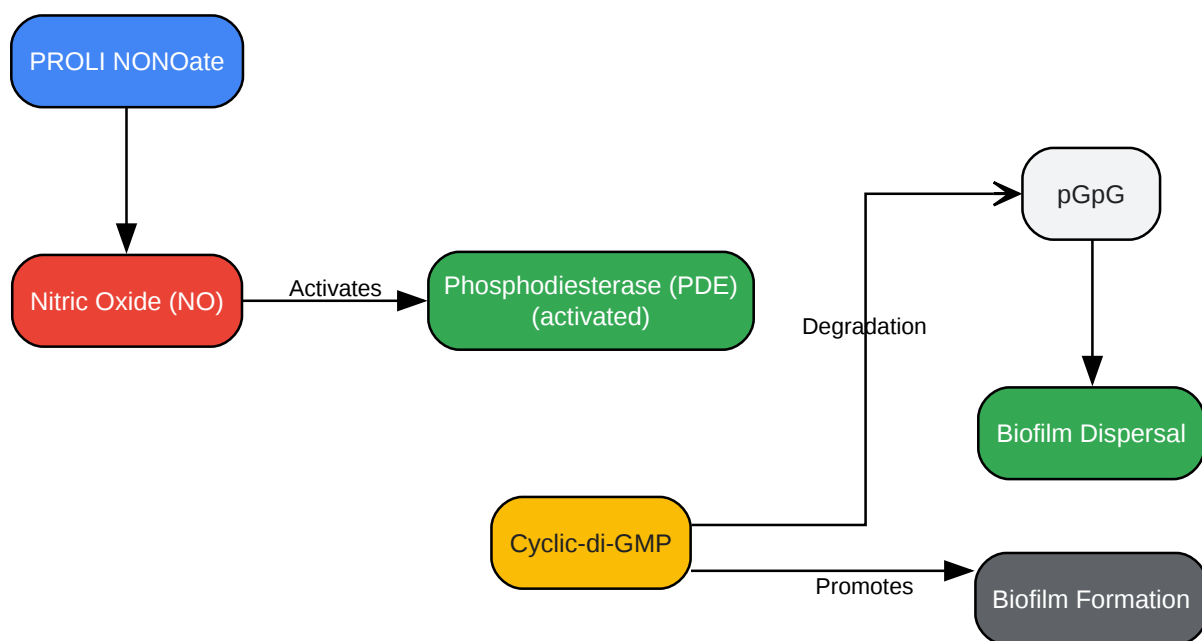 PROLI NONOate
pGpG
Nitric Oxide (NO)
Activates
Phosphodiesterase (PDE)
(activated)
Degradation
Biofilm Dispersal
Cyclic-di-GMP
Promotes
Biofilm Formation